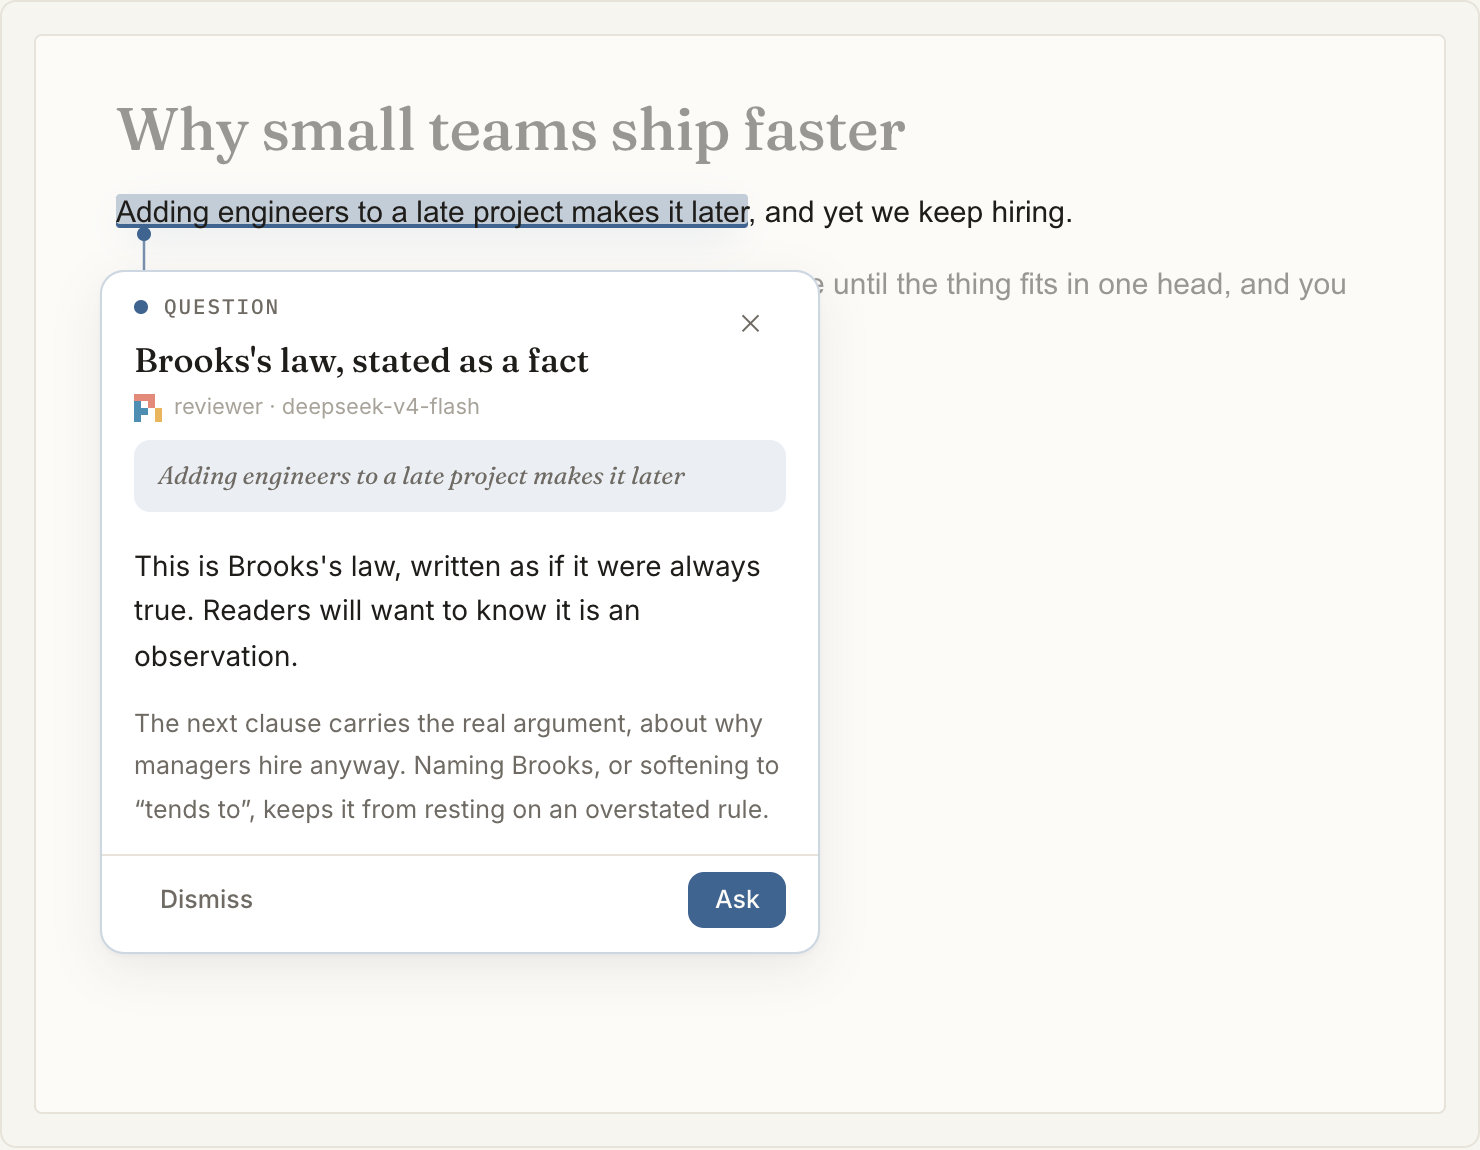 Why small teams ship faster
Adding engineers to a late project makes it later, and yet we keep hiring.
until the thing fits in one head, and you
QUESTION
Brooks's law, stated as a fact
reviewer · deepseek-v4-flash
Adding engineers to a late project makes it later
This is Brooks's law, written as if it were always
true. Readers will want to know it is an
observation.
The next clause carries the real argument, about why
managers hire anyway. Naming Brooks, or softening to
“tends to”, keeps it from resting on an overstated rule.
Dismiss
Ask